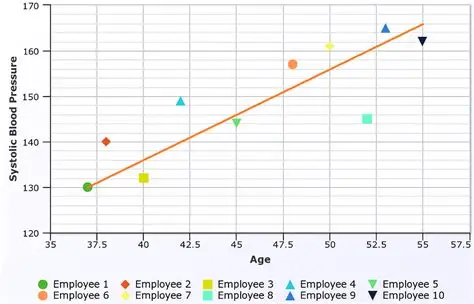 170
160
150
140
130
120
Systolic Blood Pressure
35 37.5 40 42.5 45 47.5 50 52.5 55 57.5
Age
Employee 1 Employee 2 Employee 3 Employee 4 Employee 5
Employee 6 Employee 7 Employee 8 Employee 9 Employee 10